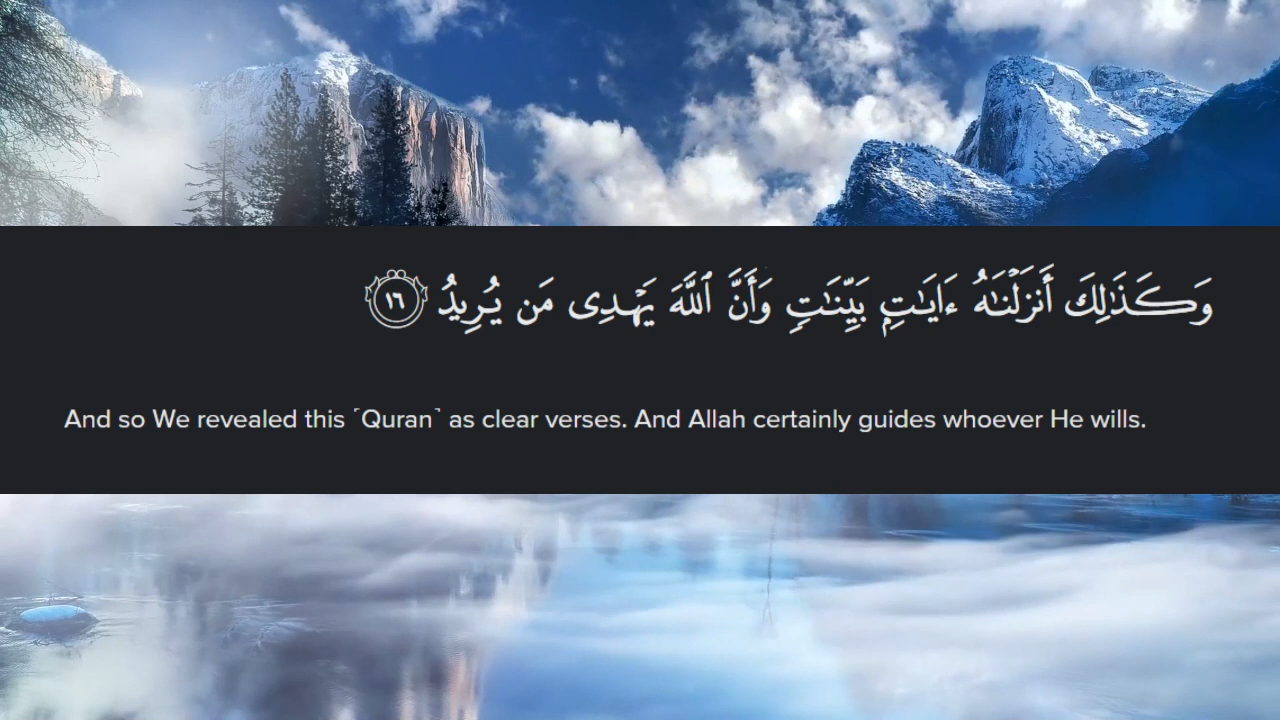 وَكَذَٰلِكَ أَنزَلْنَـٰهُ ءَايَـٰتٍۭ بَيِّنَـٰتٍ وَأَنَّ ٱللَّهَ يَهْدِى مَن يُرِيدُ ١٦
And so We revealed this ˹Quran˺ as clear verses. And Allah certainly guides whoever He wills.